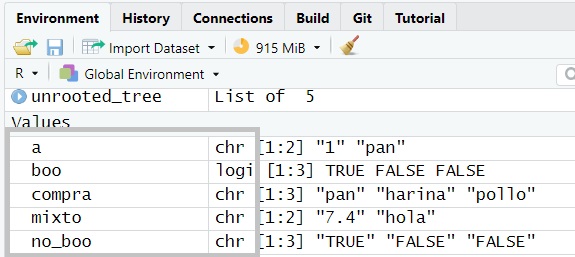 Environment History Connections Build Git Tutorial
Import Dataset 915 MiB
R Global Environment
unrooted_tree List of 5
Values
a chr [1:2] "1" "pan"
boo logi [1:3] TRUE FALSE FALSE
compra chr [1:3] "pan" "harina" "pollo"
mixto chr [1:2] "7.4" "hola"
no_boo chr [1:3] "TRUE" "FALSE" "FALSE"